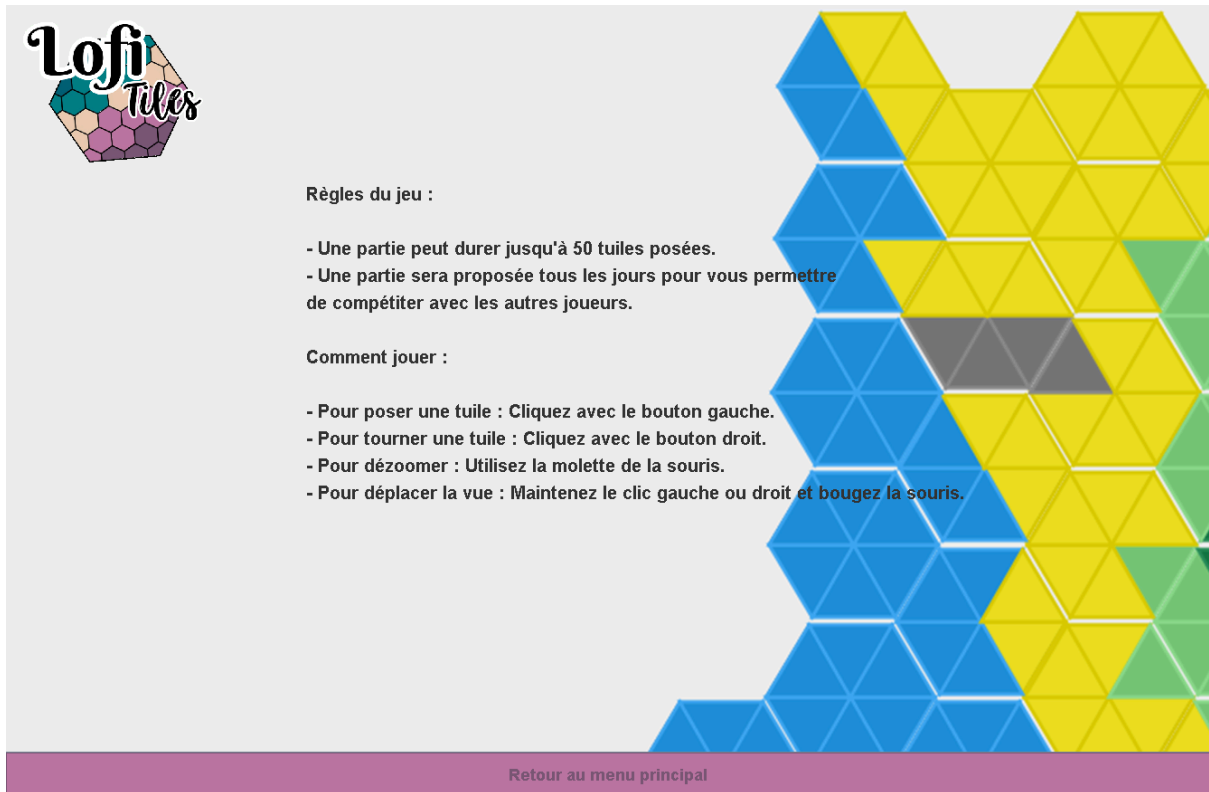 Lofi
Tiles
Règles du jeu :
- Une partie peut durer jusqu'à 50 tuiles posées.
- Une partie sera proposée tous les jours pour vous permettre
de compétiter avec les autres joueurs.
Comment jouer :
- Pour poser une tuile : Cliquez avec le bouton gauche.
- Pour tourner une tuile : Cliquez avec le bouton droit.
- Pour dézoomer : Utilisez la molette de la souris.
- Pour déplacer la vue : Maintenez le clic gauche ou droit et bougez la souris.
Retour au menu principal